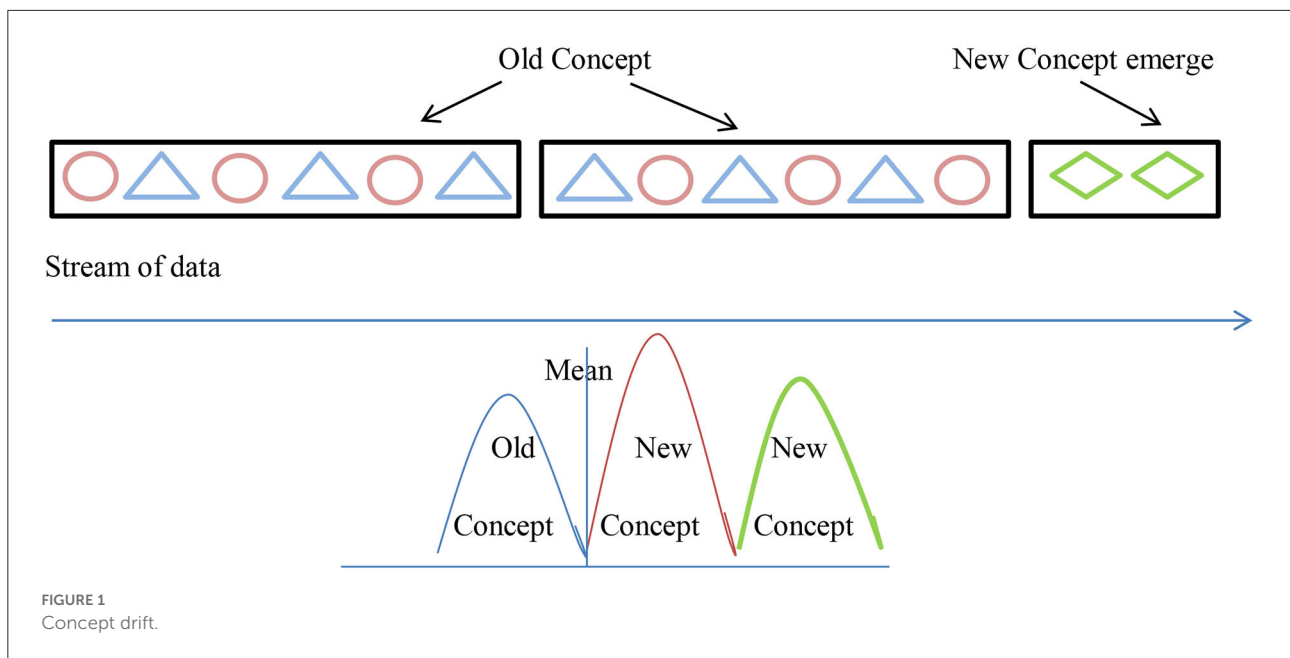 Old Concept
New Concept emerge
Stream of data
Mean
Old
New
New
Concept
Concept
Concept
FIGURE 1
Concept drift.